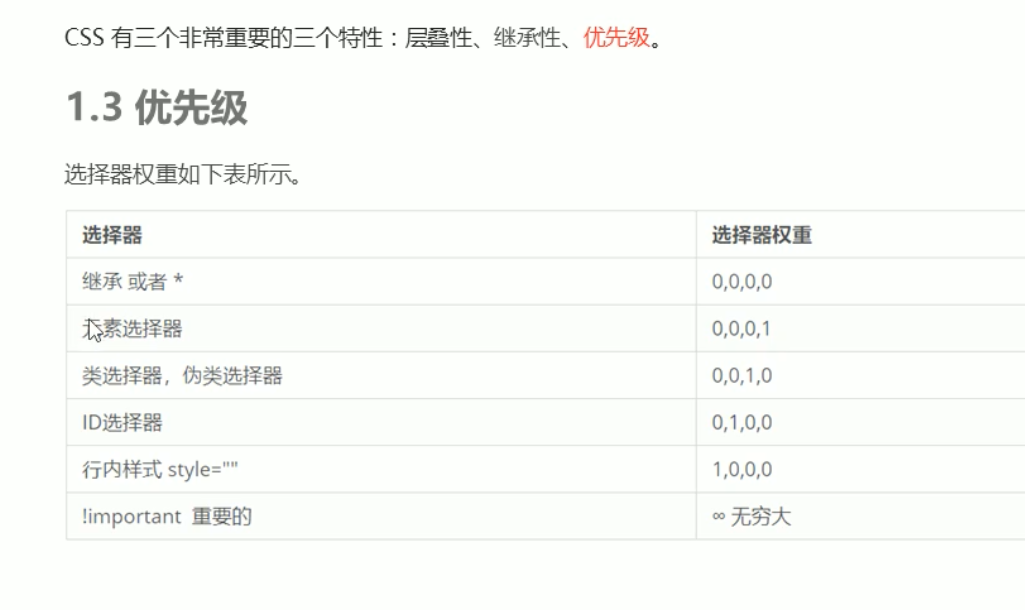 CSS 有三个非常重要的三个特性：层叠性、继承性、优先级。
1.3 优先级
选择器权重如下表所示。
选择器 选择器权重
继承 或者 * 0,0,0,0
元素选择器 0,0,0,1
类选择器，伪类选择器 0,0,1,0
ID选择器 0,1,0,0
行内样式 style="" 1,0,0,0
!important 重要的 ∞ 无穷大